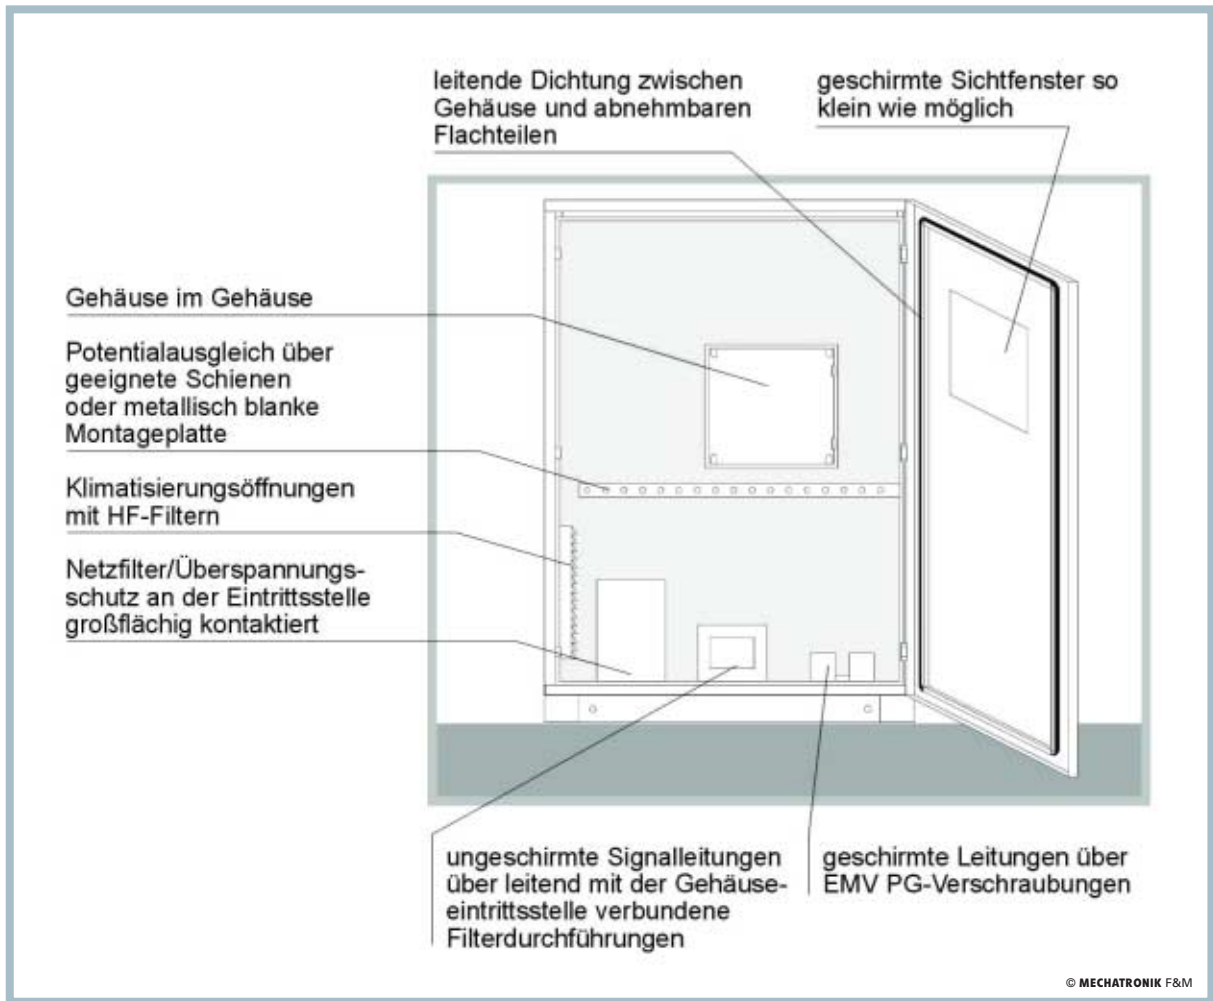 leitende Dichtung zwischen
Gehäuse und abnehmbaren
Flachteilen
geschirmte Sichtfenster so
klein wie möglich
Gehäuse im Gehäuse
Potentialausgleich über
geeignete Schienen
oder metallisch blanke
Montageplatte
Klimatisierungsöffnungen
mit HF-Filtern
Netzfilter/Überspannungs-
schutz an der Eintrittsstelle
großflächig kontaktiert
ungeschirmte Signalleitungen
über leitend mit der Gehäuse-
eintrittsstelle verbundene
Filterdurchführungen
geschirmte Leitungen über
EMV PG-Verschraubungen
© MECHATRONIK F&M